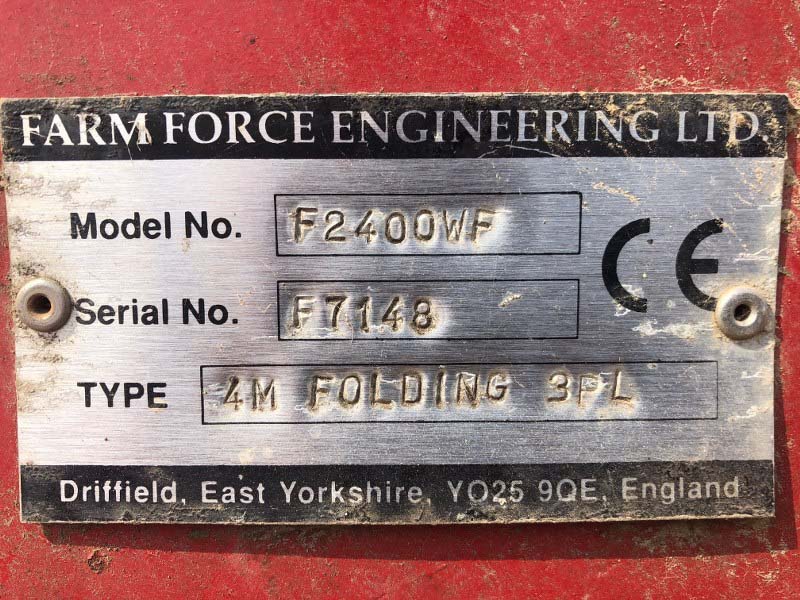 FARM FORCE ENGINEERING LTD.
Model No. F2400WF
CE
Serial No. F7148
TYPE 4M FOLDING 3PL
Driffield, East Yorkshire, YO25 9QE, England